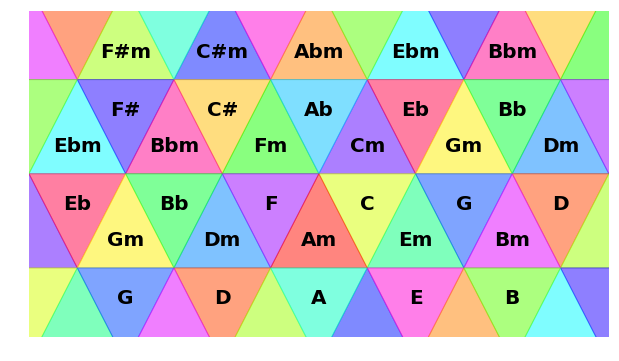 F#m C#m Abm Ebm Bbm
F# C# Ab Eb Bb
Ebm Bbm Fm Cm Gm Dm
Eb Bb F C G D
Gm Dm Am Em Bm
G D A E B